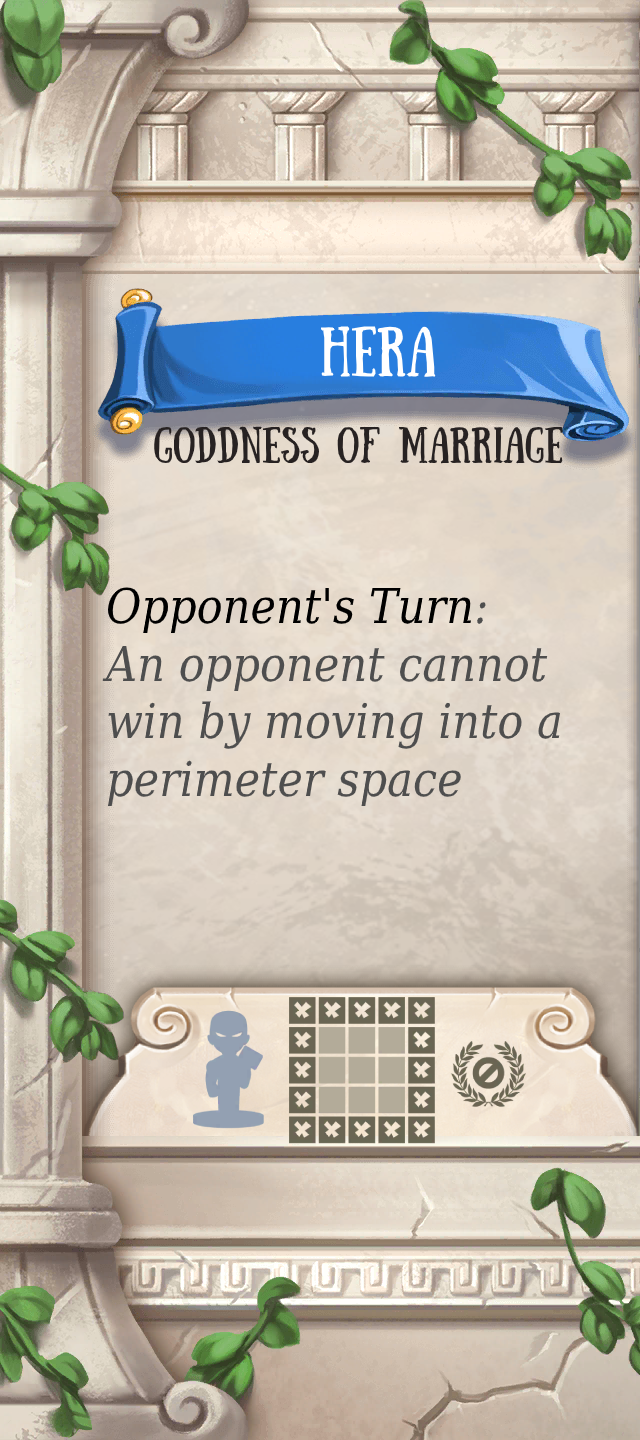 HERA
GODDNESS OF MARRIAGE
Opponent's Turn:
An opponent cannot
win by moving into a
perimeter space